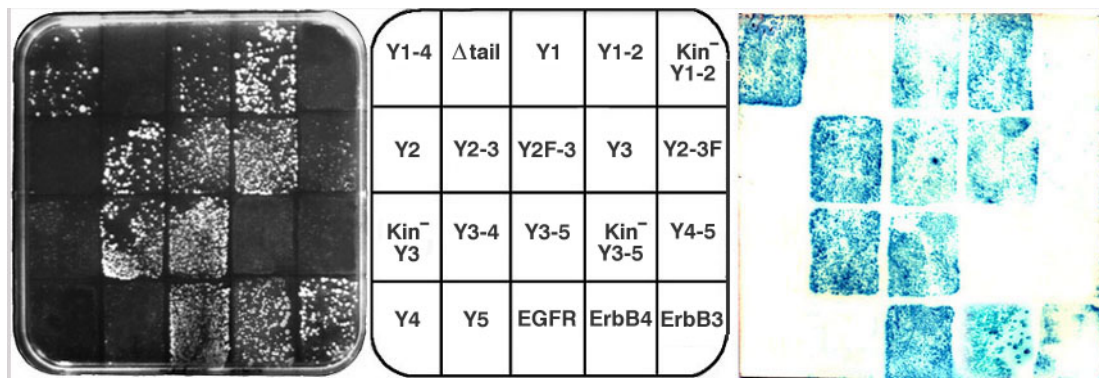 Y1-4 Δtail Y1 Y1-2 Kin⁻
Y1-2
Y2 Y2-3 Y2F-3 Y3 Y2-3F
Kin⁻ Y3-4 Y3-5 Kin⁻ Y4-5
Y3 Y3-5
Y4 Y5 EGFR ErbB4 ErbB3